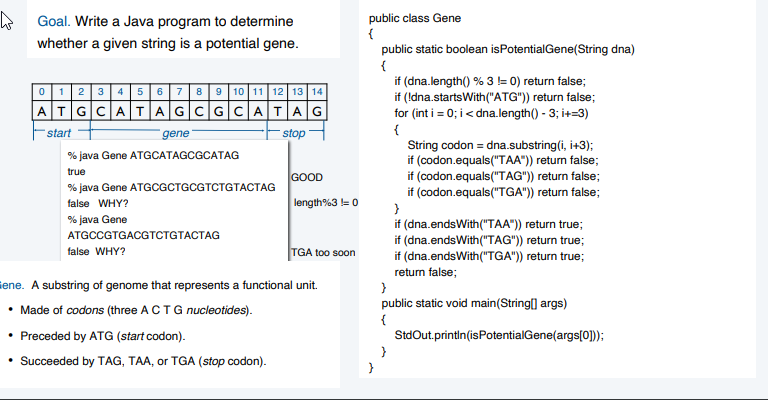 Goal. Write a Java program to determine
whether a given string is a potential gene.
0 1 2 3 4 5 6 7 8 9 10 11 12 13 14
A T G C A T A G C G C A T A G
start gene stop
% java Gene ATGCATAGCGCATAG
true
GOOD
% java Gene ATGCGCTGCGTCTGTACTAG
false WHY?
length%3 != 0
% java Gene
ATGCCGTGACGTCTGTACTAG
false WHY?
TGA too soon
ene. A substring of genome that represents a functional unit.
• Made of codons (three A C T G nucleotides).
• Preceded by ATG (start codon).
• Succeeded by TAG, TAA, or TGA (stop codon).
public class Gene
{
public static boolean isPotentialGene(String dna)
{
if (dna.length() % 3 != 0) return false;
if (!dna.startsWith("ATG")) return false;
for (int i = 0; i < dna.length() - 3; i+=3)
{
String codon = dna.substring(i, i+3);
if (codon.equals("TAA")) return false;
if (codon.equals("TAG")) return false;
if (codon.equals("TGA")) return false;
}
if (dna.endsWith("TAA")) return true;
if (dna.endsWith("TAG")) return true;
if (dna.endsWith("TGA")) return true;
return false;
}
public static void main(String[] args)
{
StdOut.println(isPotentialGene(args[0]));
}
}